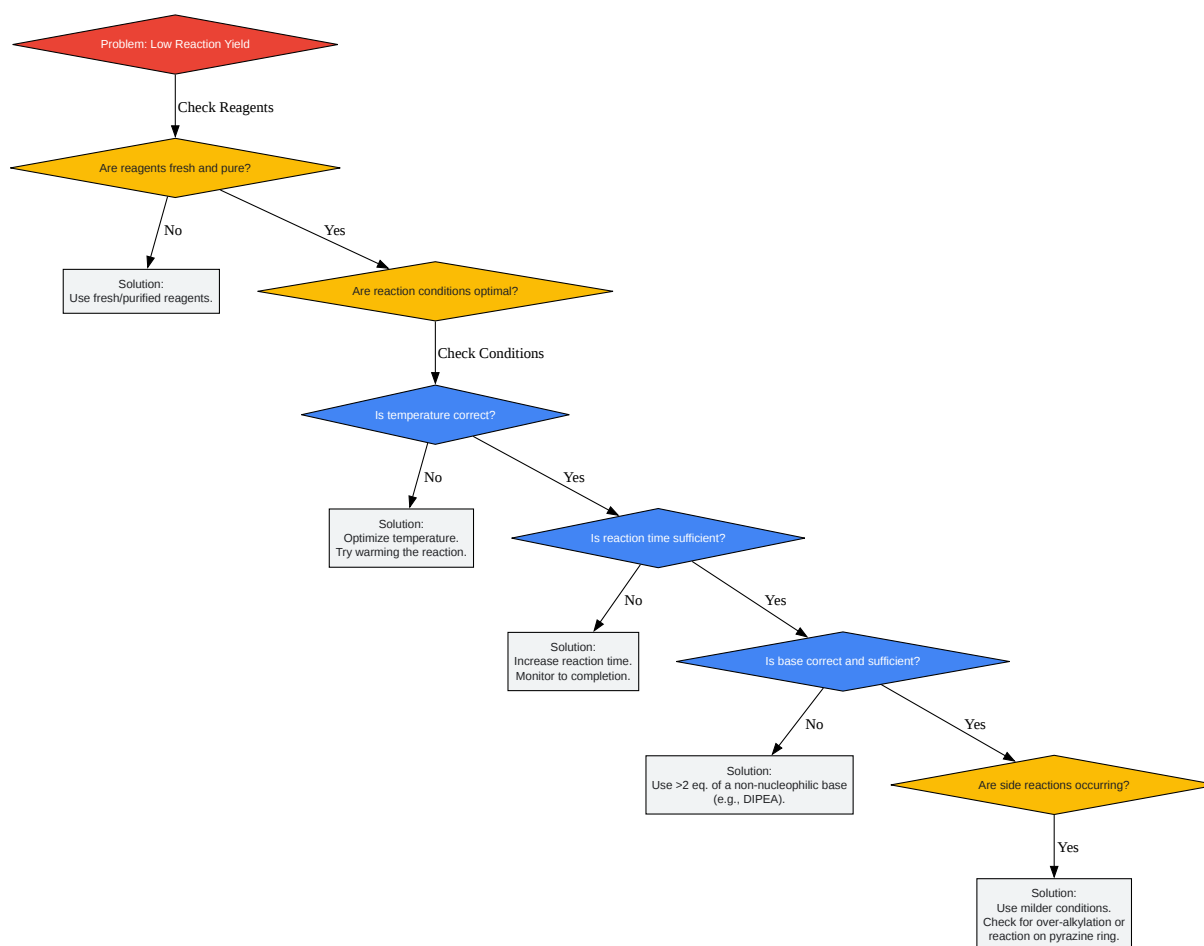 Problem: Low Reaction Yield
Check Reagents
Are reagents fresh and pure?
No
Yes
Solution:
Use fresh/purified reagents.
Are reaction conditions optimal?
Check Conditions
Is temperature correct?
No
Yes
Solution:
Optimize temperature.
Try warming the reaction.
Is reaction time sufficient?
No
Yes
Solution:
Increase reaction time.
Monitor to completion.
Is base correct and sufficient?
No
Yes
Solution:
Use >2 eq. of a non-nucleophilic base
(e.g., DIPEA).
Are side reactions occurring?
Yes
Solution:
Use milder conditions.
Check for over-alkylation or
reaction on pyrazine ring.